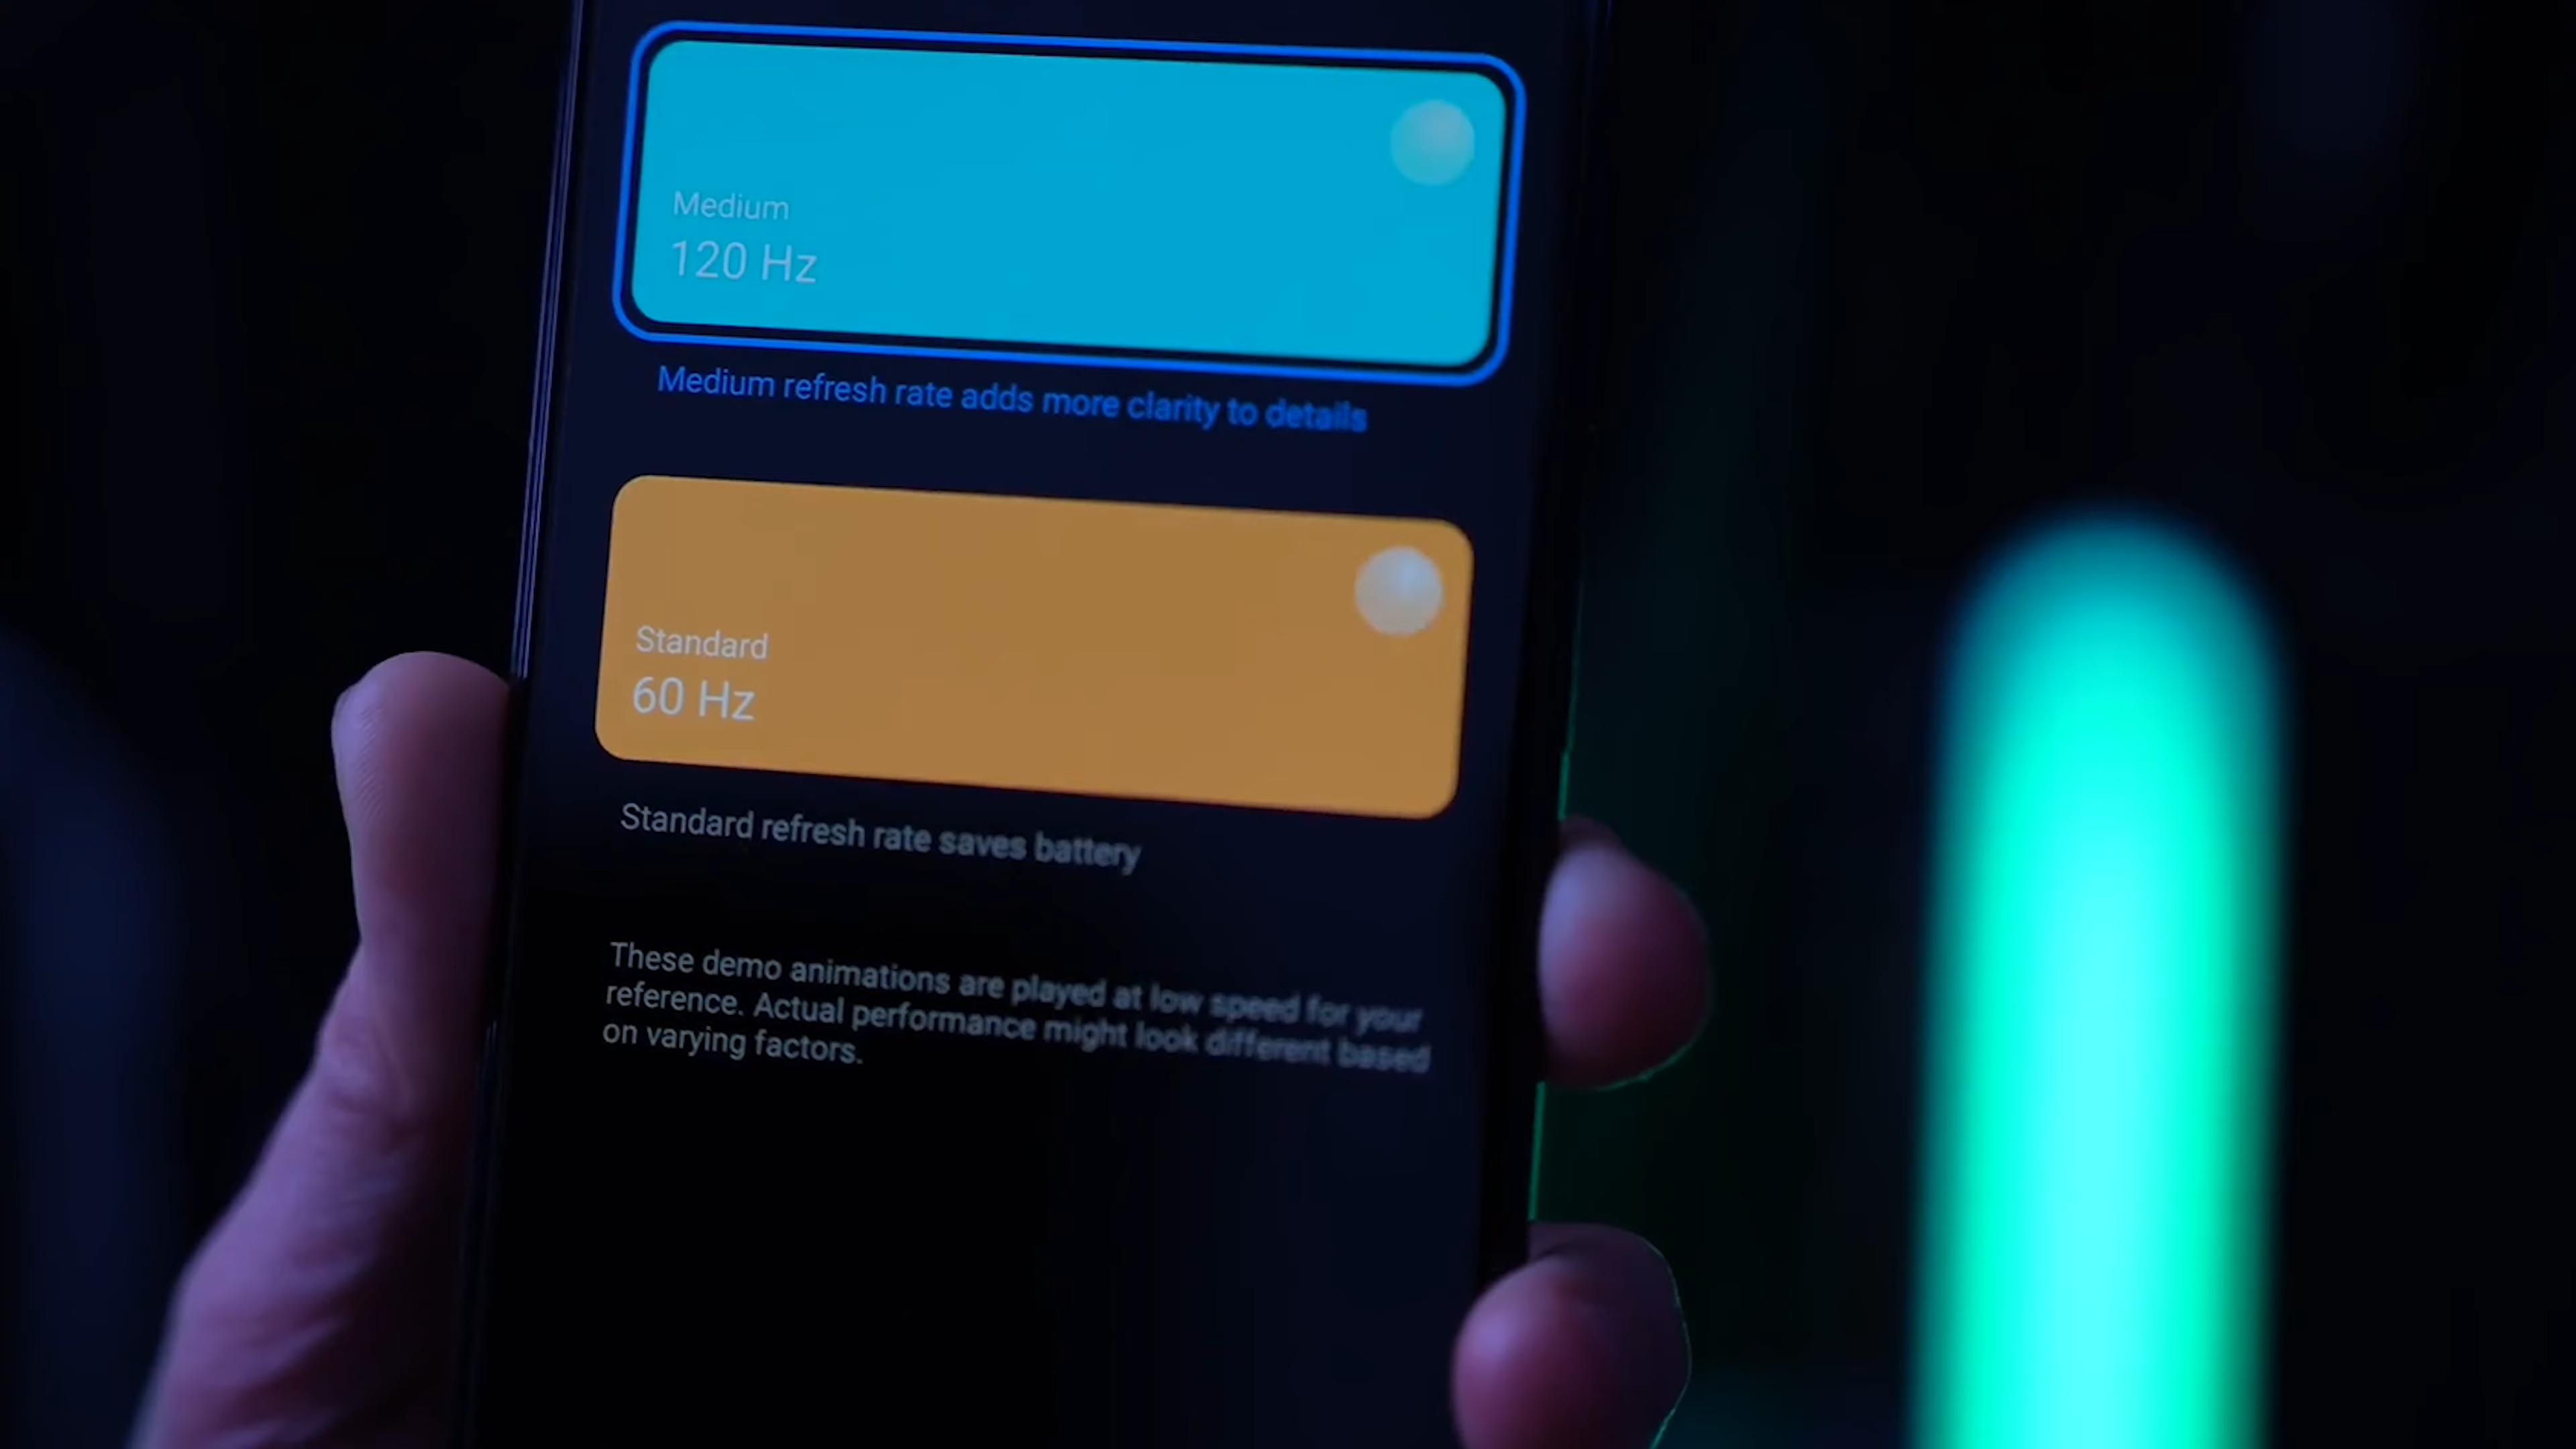 Medium
120 Hz
Medium refresh rate adds more clarity to details
Standard
60 Hz
Standard refresh rate saves battery
These demo animations are played at low speed for your
reference. Actual performance might look different based
on varying factors.